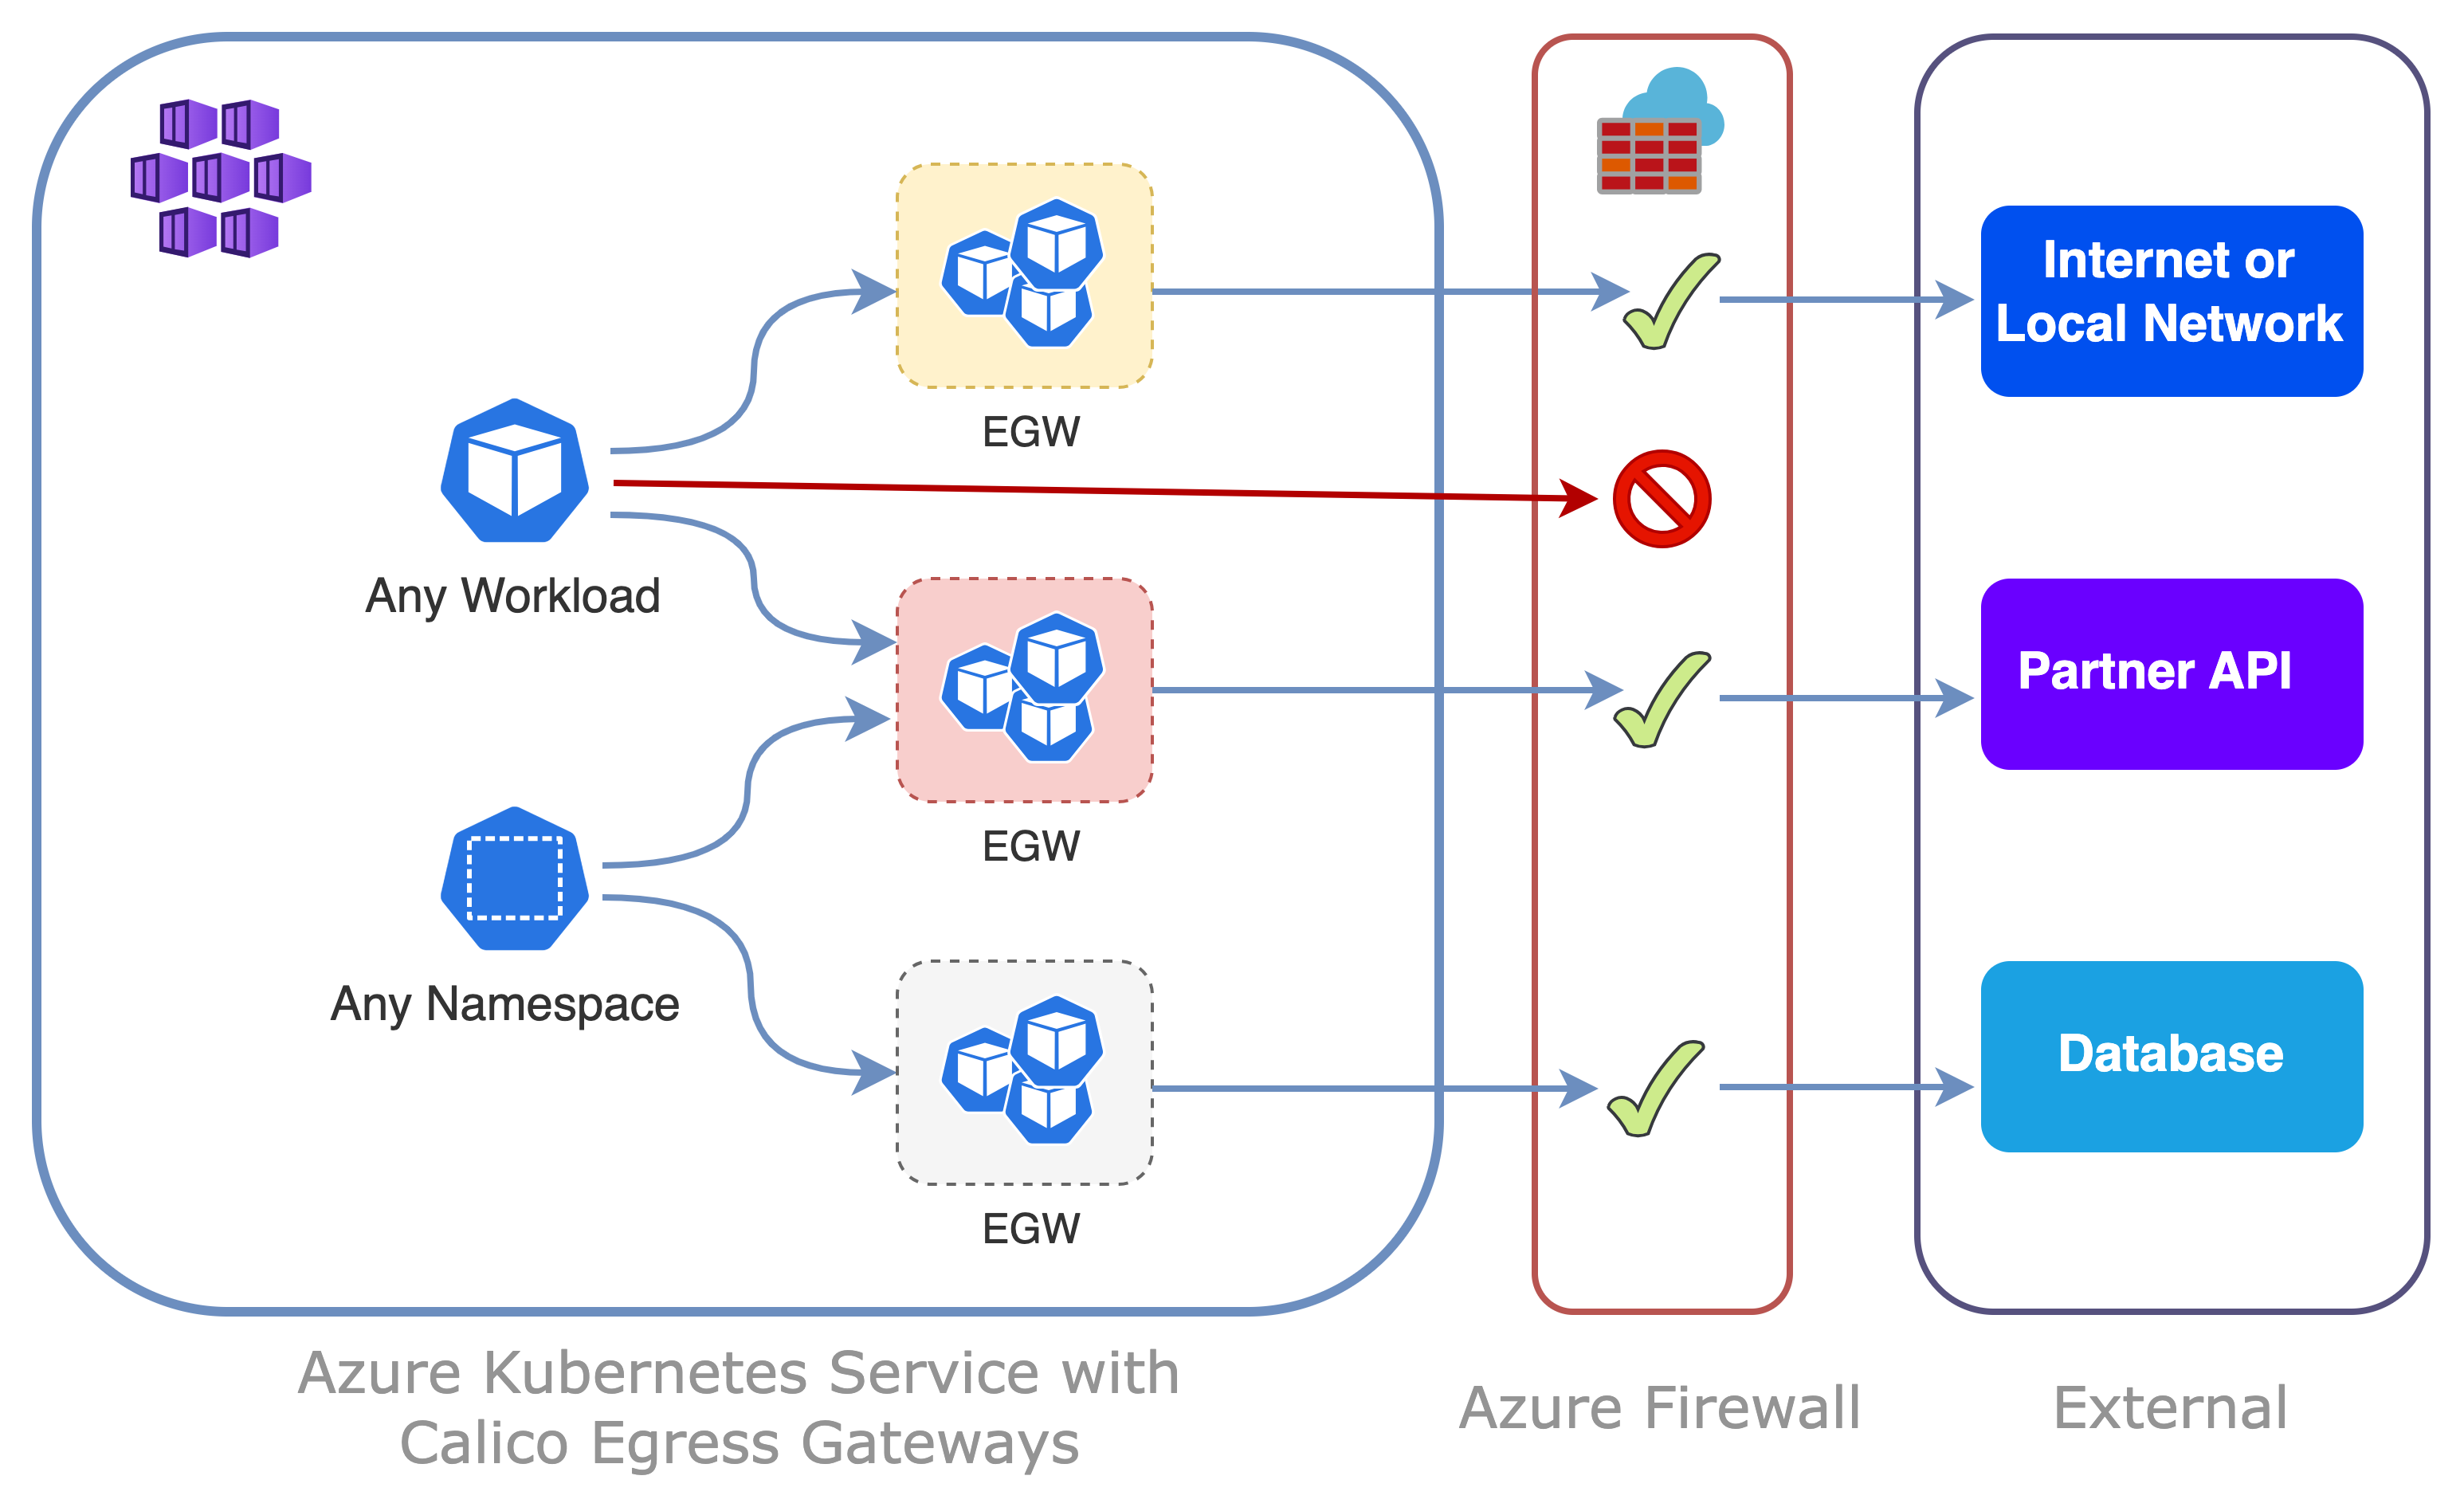 EGW
Any Workload
EGW
Any Namespace
EGW
Internet or
Local Network
Partner API
Database
Azure Kubernetes Service with
Calico Egress Gateways
Azure Firewall
External